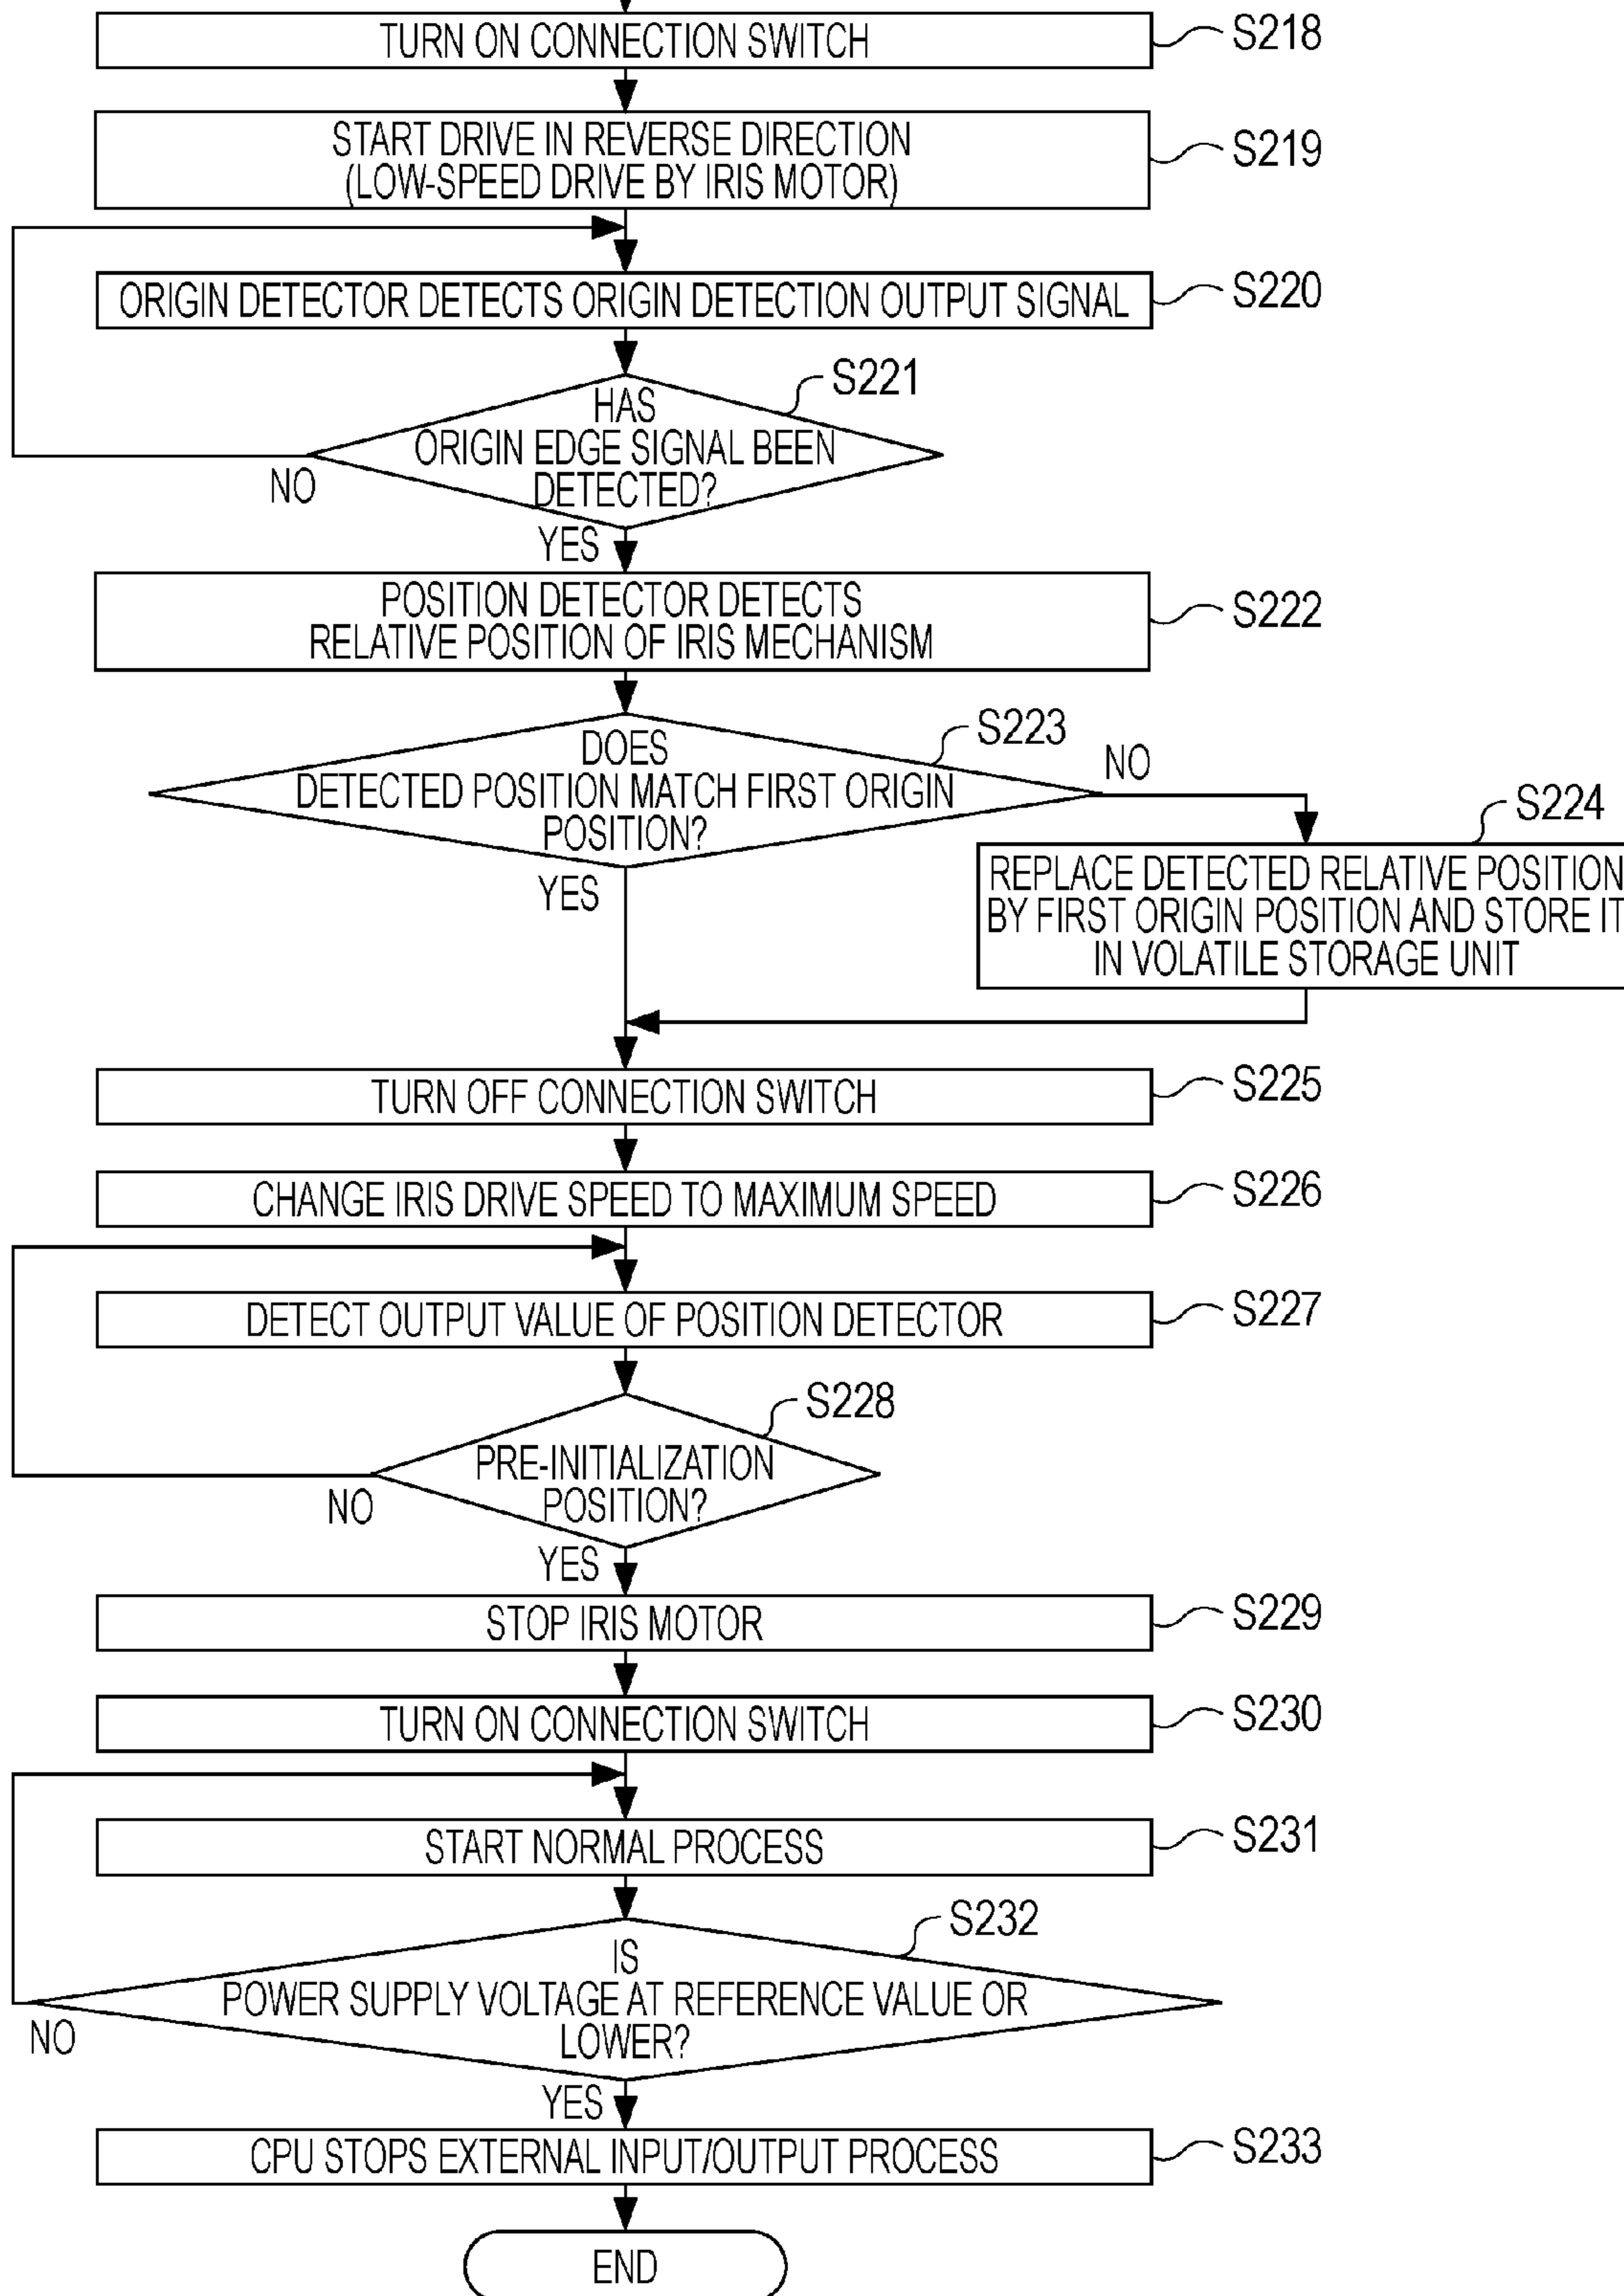 TURN ON CONNECTION SWITCH
S218
START DRIVE IN REVERSE DIRECTION
(LOW-SPEED DRIVE BY IRIS MOTOR)
S219
ORIGIN DETECTOR DETECTS ORIGIN DETECTION OUTPUT SIGNAL
S220
S221
HAS
ORIGIN EDGE SIGNAL BEEN
DETECTED?
NO
YES
POSITION DETECTOR DETECTS
RELATIVE POSITION OF IRIS MECHANISM
S222
S223
DOES
DETECTED POSITION MATCH FIRST ORIGIN
POSITION?
NO
YES
S224
REPLACE DETECTED RELATIVE POSITION
BY FIRST ORIGIN POSITION AND STORE IT
IN VOLATILE STORAGE UNIT
TURN OFF CONNECTION SWITCH
S225
CHANGE IRIS DRIVE SPEED TO MAXIMUM SPEED
S226
DETECT OUTPUT VALUE OF POSITION DETECTOR
S227
S228
PRE-INITIALIZATION
POSITION?
NO
YES
STOP IRIS MOTOR
S229
TURN ON CONNECTION SWITCH
S230
START NORMAL PROCESS
S231
S232
IS
POWER SUPPLY VOLTAGE AT REFERENCE VALUE OR
LOWER?
NO
YES
CPU STOPS EXTERNAL INPUT/OUTPUT PROCESS
S233
END